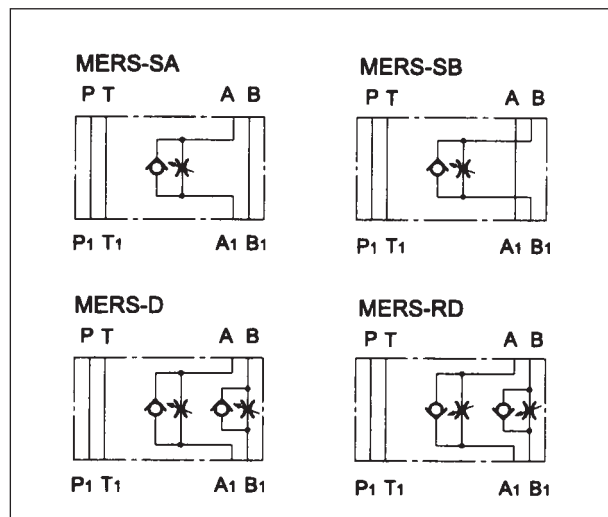 MERS-SA
P T A B
P1 T1 A1 B1
MERS-SB
P T A B
P1 T1 A1 B1
MERS-D
P T A B
P1 T1 A1 B1
MERS-RD
P T A B
P1 T1 A1 B1